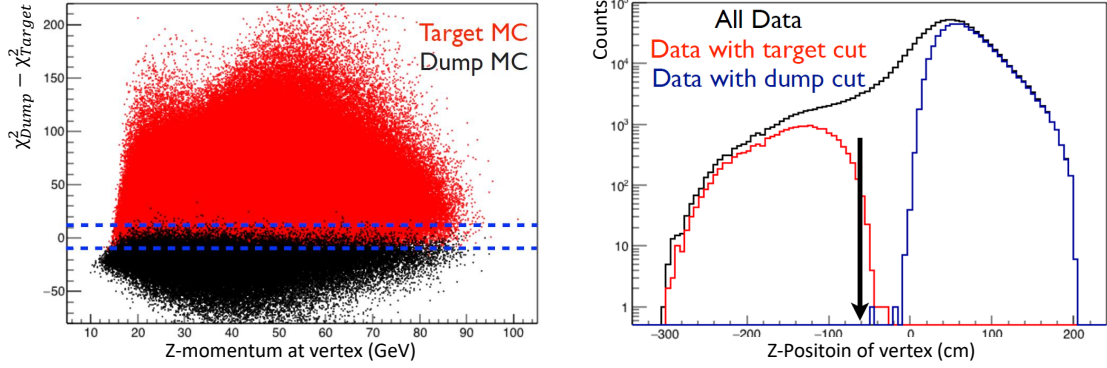 χ²_Dump − χ²_Target
200
150
100
50
0
−50
10 20 30 40 50 60 70 80 90 100
Z-momentum at vertex (GeV)
Target MC
Dump MC
Counts
10⁵
10⁴
10³
10²
10
1
−300 −200 −100 0 100 200
Z-Positoin of vertex (cm)
All Data
Data with target cut
Data with dump cut